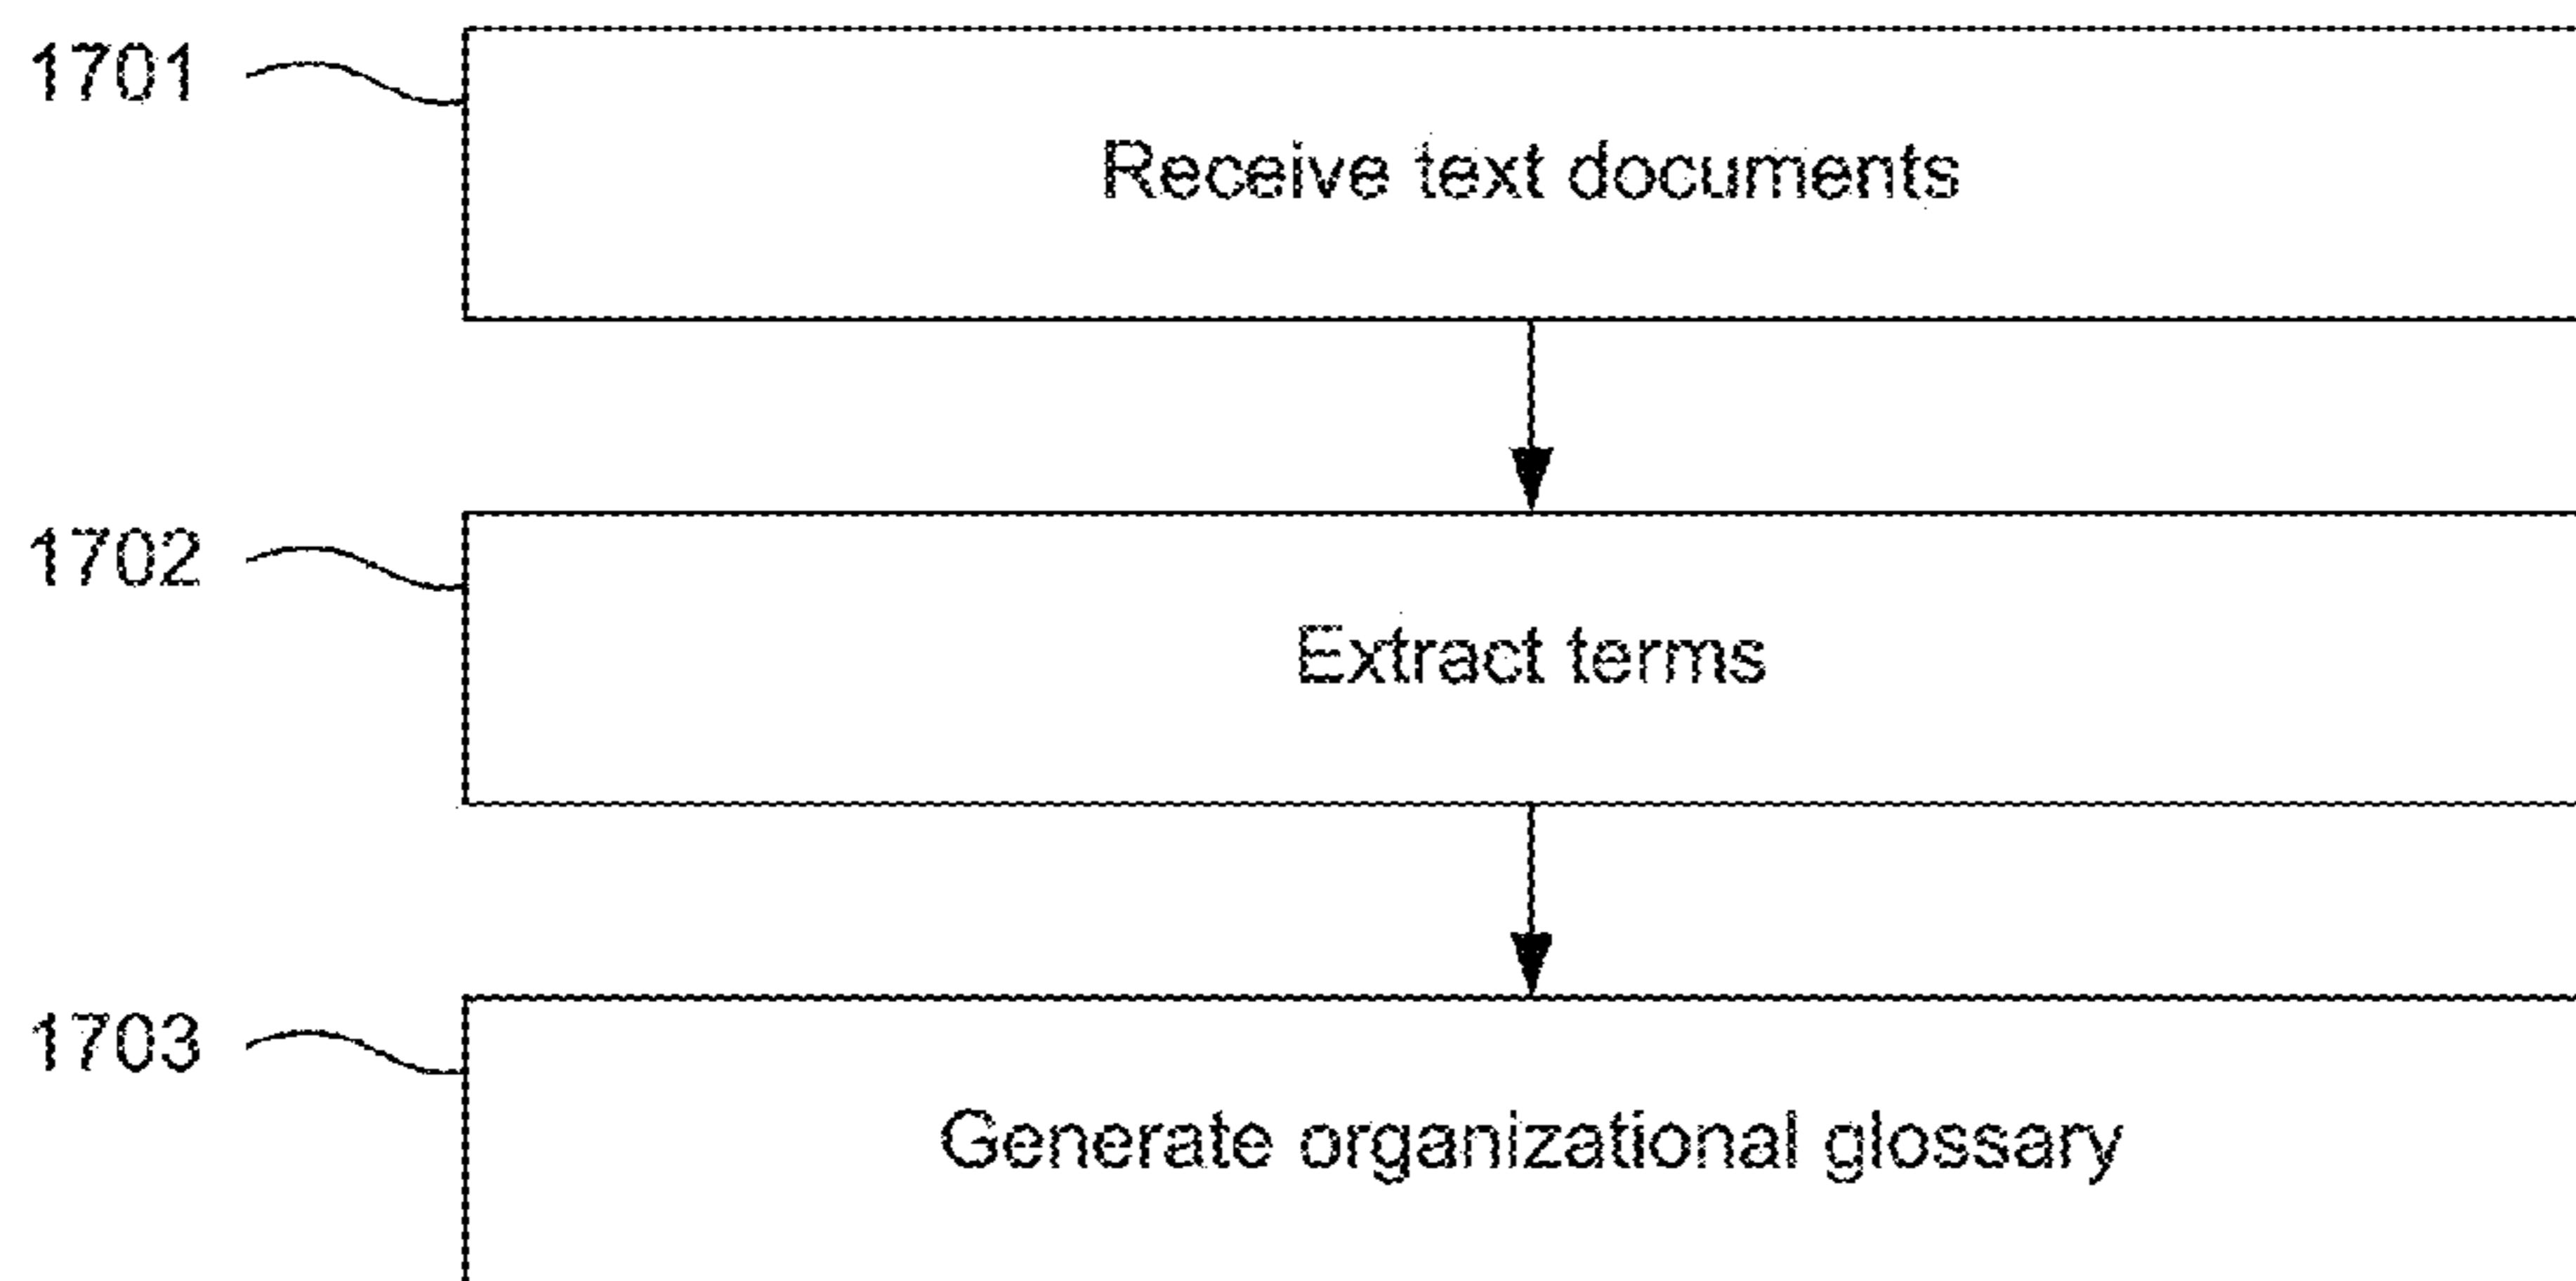 1701
Receive text documents
1702
Extract terms
1703
Generate organizational glossary